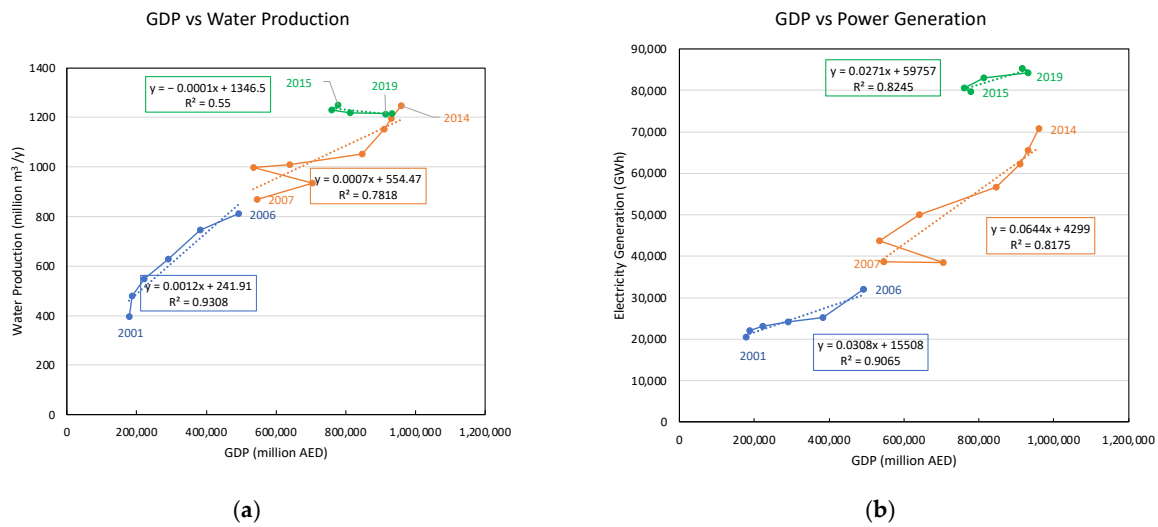 GDP vs Water Production
Water Production (million m³ /y)
1400
1200
1000
800
600
400
200
0
y = − 0.0001x + 1346.5
R² = 0.55
2015
2019
2014
y = 0.0007x + 554.47
R² = 0.7818
2007
2006
y = 0.0012x + 241.91
R² = 0.9308
2001
0 200,000 400,000 600,000 800,000 1,000,000 1,200,000
GDP (million AED)
(a)
GDP vs Power Generation
Electricity Generation (GWh)
90,000
80,000
70,000
60,000
50,000
40,000
30,000
20,000
10,000
0
y = 0.0271x + 59757
R² = 0.8245
2019
2015
2014
y = 0.0644x + 4299
R² = 0.8175
2007
2006
y = 0.0308x + 15508
R² = 0.9065
2001
0 200,000 400,000 600,000 800,000 1,000,000 1,200,000
GDP (million AED)
(b)